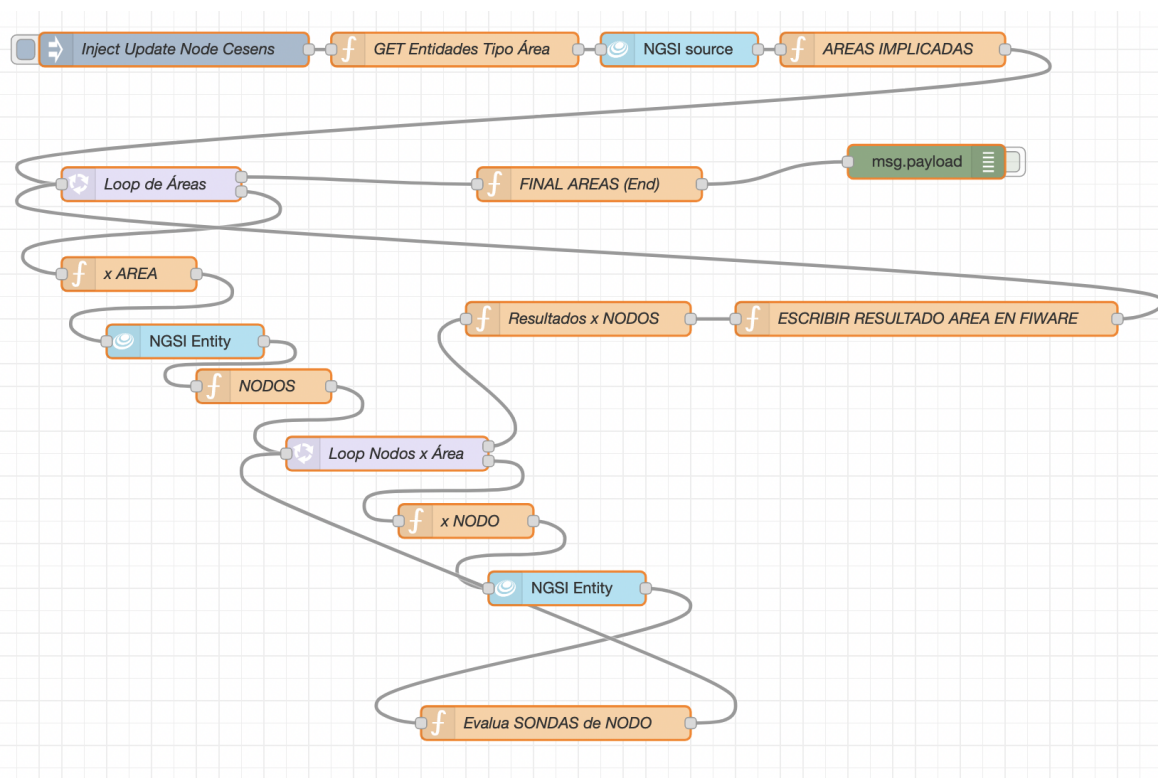 Inject Update Node Cesens
GET Entidades Tipo Área
NGSI source
AREAS IMPLICADAS
msg.payload
Loop de Áreas
FINAL AREAS (End)
x AREA
Resultados x NODOS
ESCRIBIR RESULTADO AREA EN FIWARE
NGSI Entity
NODOS
Loop Nodos x Área
x NODO
NGSI Entity
Evalua SONDAS de NODO